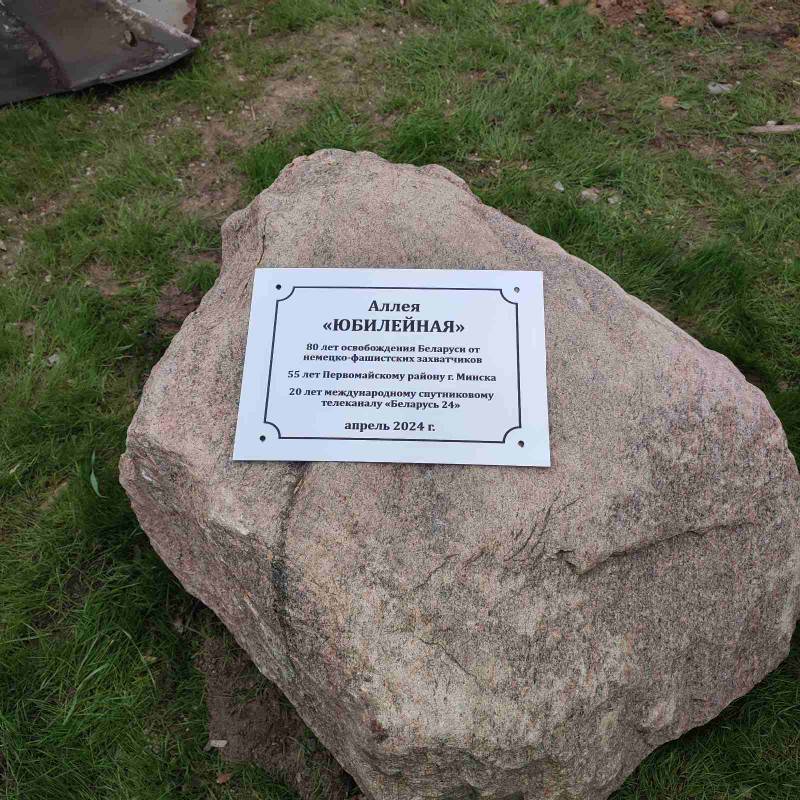 Аллея
«ЮБИЛЕЙНАЯ»
80 лет освобождения Беларуси от
немецко-фашистских захватчиков
55 лет Первомайскому району г. Минска
20 лет международному спутниковому
телеканалу «Беларусь 24»
апрель 2024 г.